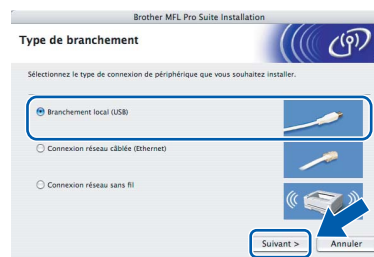 Brother MFL Pro Suite Installation
Type de branchement
Sélectionnez le type de connexion de périphérique que vous souhaitez installer.
Branchement local (USB)
Connexion réseau câblée (Ethernet)
Connexion réseau sans fil
Suivant > Annuler